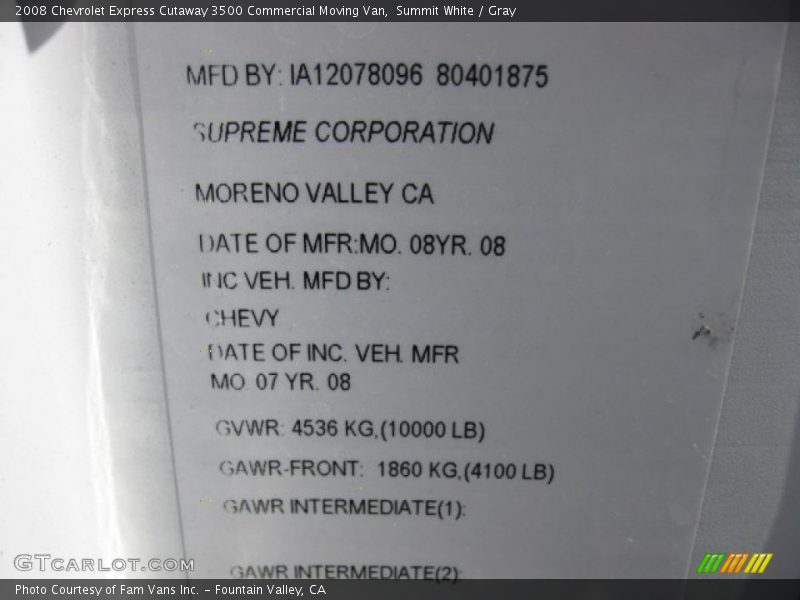 2008 Chevrolet Express Cutaway 3500 Commercial Moving Van,  Summit White / Gray
MFD BY: IA12078096  80401875
SUPREME CORPORATION
MORENO VALLEY CA
DATE OF MFR:MO. 08YR. 08
INC VEH. MFD BY:
CHEVY
DATE OF INC. VEH. MFR
MO. 07 YR. 08
GVWR: 4536 KG,(10000 LB)
GAWR-FRONT:  1860 KG,(4100 LB)
GAWR INTERMEDIATE(1):
GAWR INTERMEDIATE(2):
GTCARLOT.COM
Photo Courtesy of Fam Vans Inc. – Fountain Valley, CA